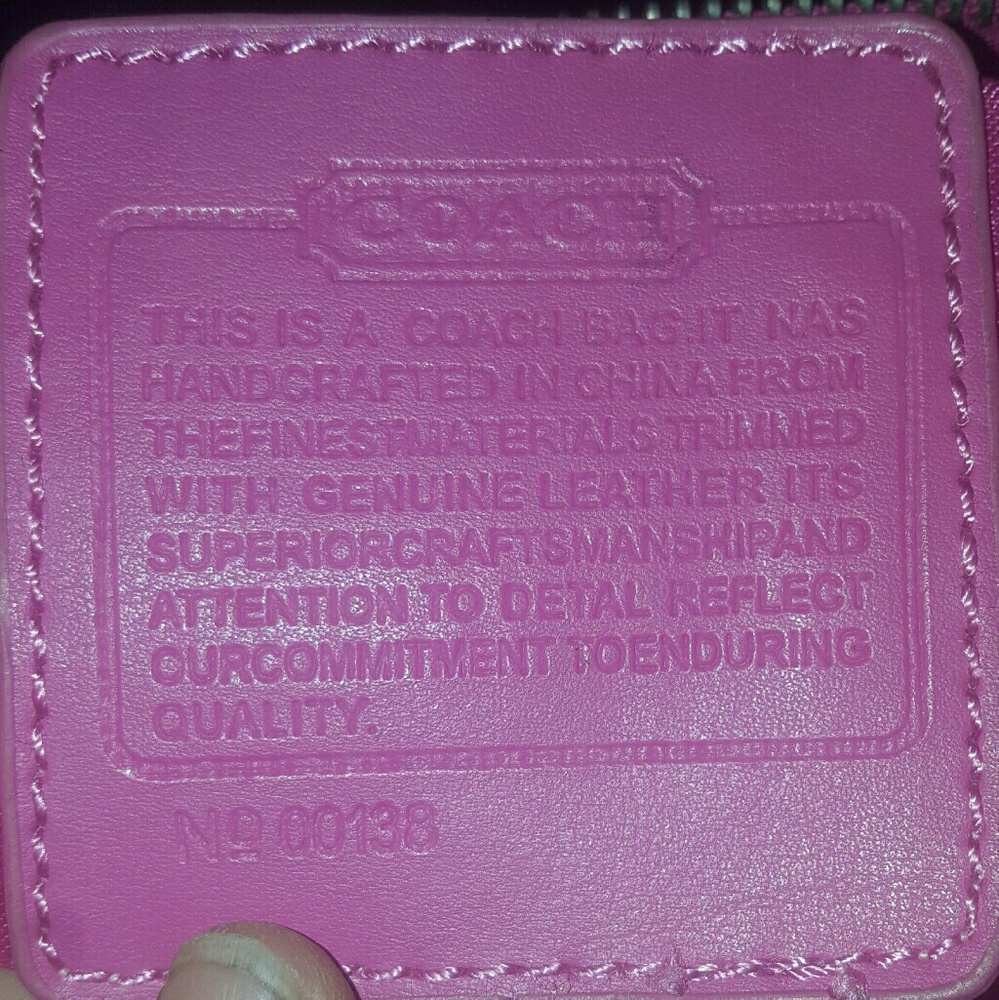 COACH
THIS IS A COACH BAG.IT NAS
HANDCRAFTED IN CHINA FROM
THEFINESTMATERIALS TRIMMED
WITH GENUINE LEATHER ITS
SUPERIORCRAFTSMANSHIPAND
ATTENTION TO DETAL REFLECT
OURCOMMITMENT TOENDURING
QUALITY.
Nº 00138